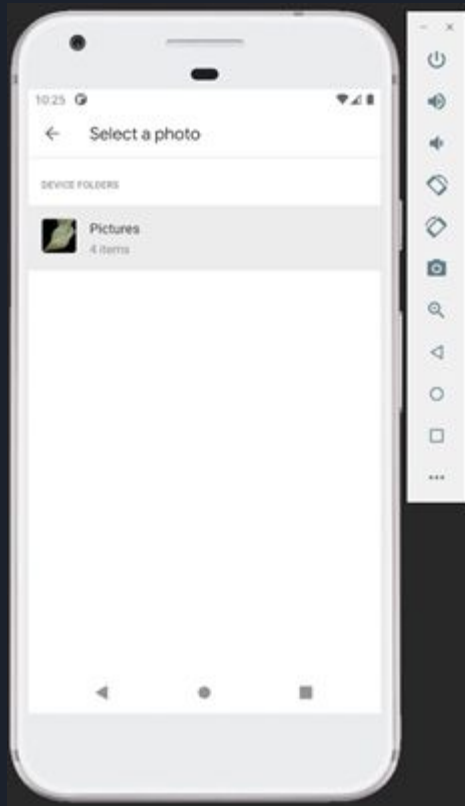 10:25
Select a photo
DEVICE FOLDERS
Pictures
4 items